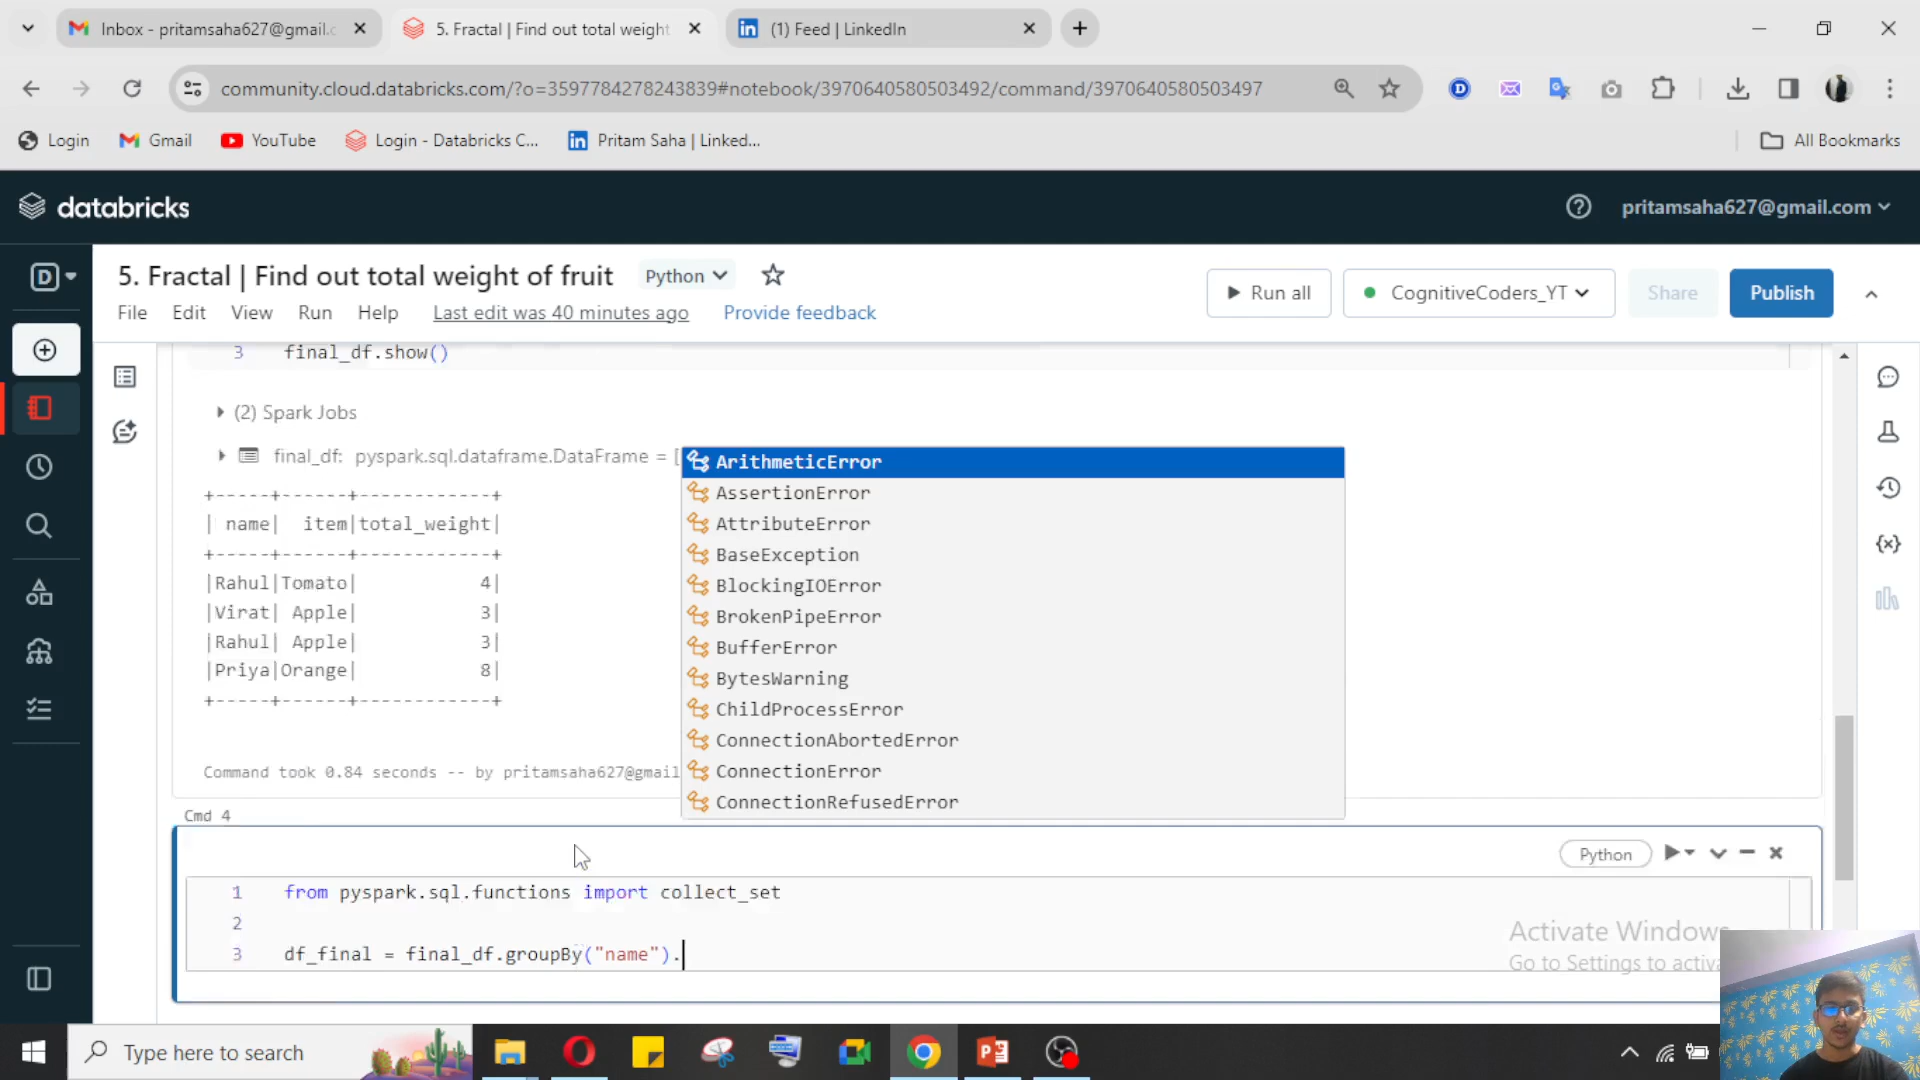 Inbox - pritamsaha627@gmail.c
5. Fractal | Find out total weight
(1) Feed | LinkedIn
community.cloud.databricks.com/?o=3597784278243839#notebook/3970640580503492/command/3970640580503497
Login
Gmail
YouTube
Login - Databricks C...
Pritam Saha | Linked...
All Bookmarks
databricks
pritamsaha627@gmail.com
D
5. Fractal | Find out total weight of fruit
Python
File Edit View Run Help
Last edit was 40 minutes ago
Provide feedback
Run all
CognitiveCoders_YT
Share
Publish
3 final_df.show()
(2) Spark Jobs
final_df: pyspark.sql.dataframe.DataFrame = [
+-----+------+------------+
| name|  item|total_weight|
+-----+------+------------+
|Rahul|Tomato|           4|
|Virat| Apple|           3|
|Rahul| Apple|           3|
|Priya|Orange|           8|
+-----+------+------------+
Command took 0.84 seconds -- by pritamsaha627@gmail
ArithmeticError
AssertionError
AttributeError
BaseException
BlockingIOError
BrokenPipeError
BufferError
BytesWarning
ChildProcessError
ConnectionAbortedError
ConnectionError
ConnectionRefusedError
Cmd 4
Python
1 from pyspark.sql.functions import collect_set
2
3 df_final = final_df.groupBy("name").
Activate Windows
Go to Settings to activa
Type here to search